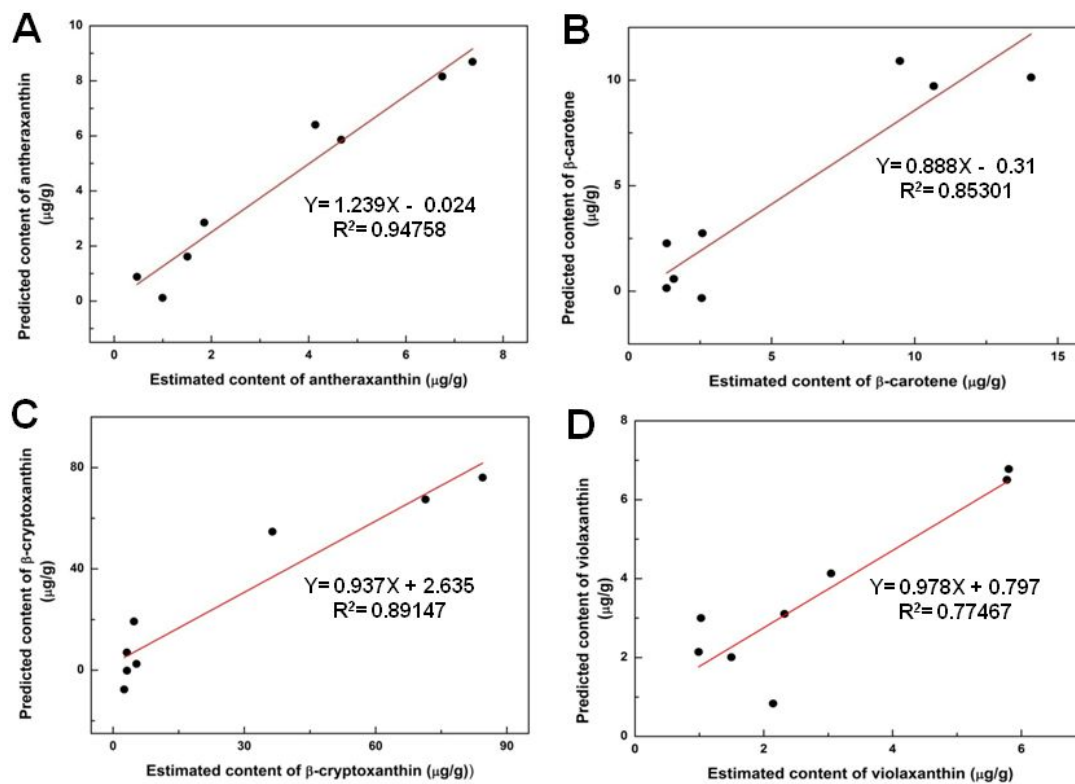 A
10
8
6
4
2
0
Predicted content of antheraxanthin
(μg/g)
Y= 1.239X - 0.024
R²= 0.94758
0 2 4 6 8
Estimated content of antheraxanthin (μg/g)
B
10
5
0
Predicted content of β-carotene
(μg/g)
Y= 0.888X - 0.31
R²= 0.85301
0 5 10 15
Estimated content of β-carotene (μg/g)
C
80
40
0
Predicted content of β-cryptoxanthin
(μg/g)
Y= 0.937X + 2.635
R²= 0.89147
0 30 60 90
Estimated content of β-cryptoxanthin (μg/g))
D
8
6
4
2
0
Predicted content of violaxanthin
(μg/g)
Y= 0.978X + 0.797
R²= 0.77467
0 2 4 6
Estimated content of violaxanthin (μg/g)